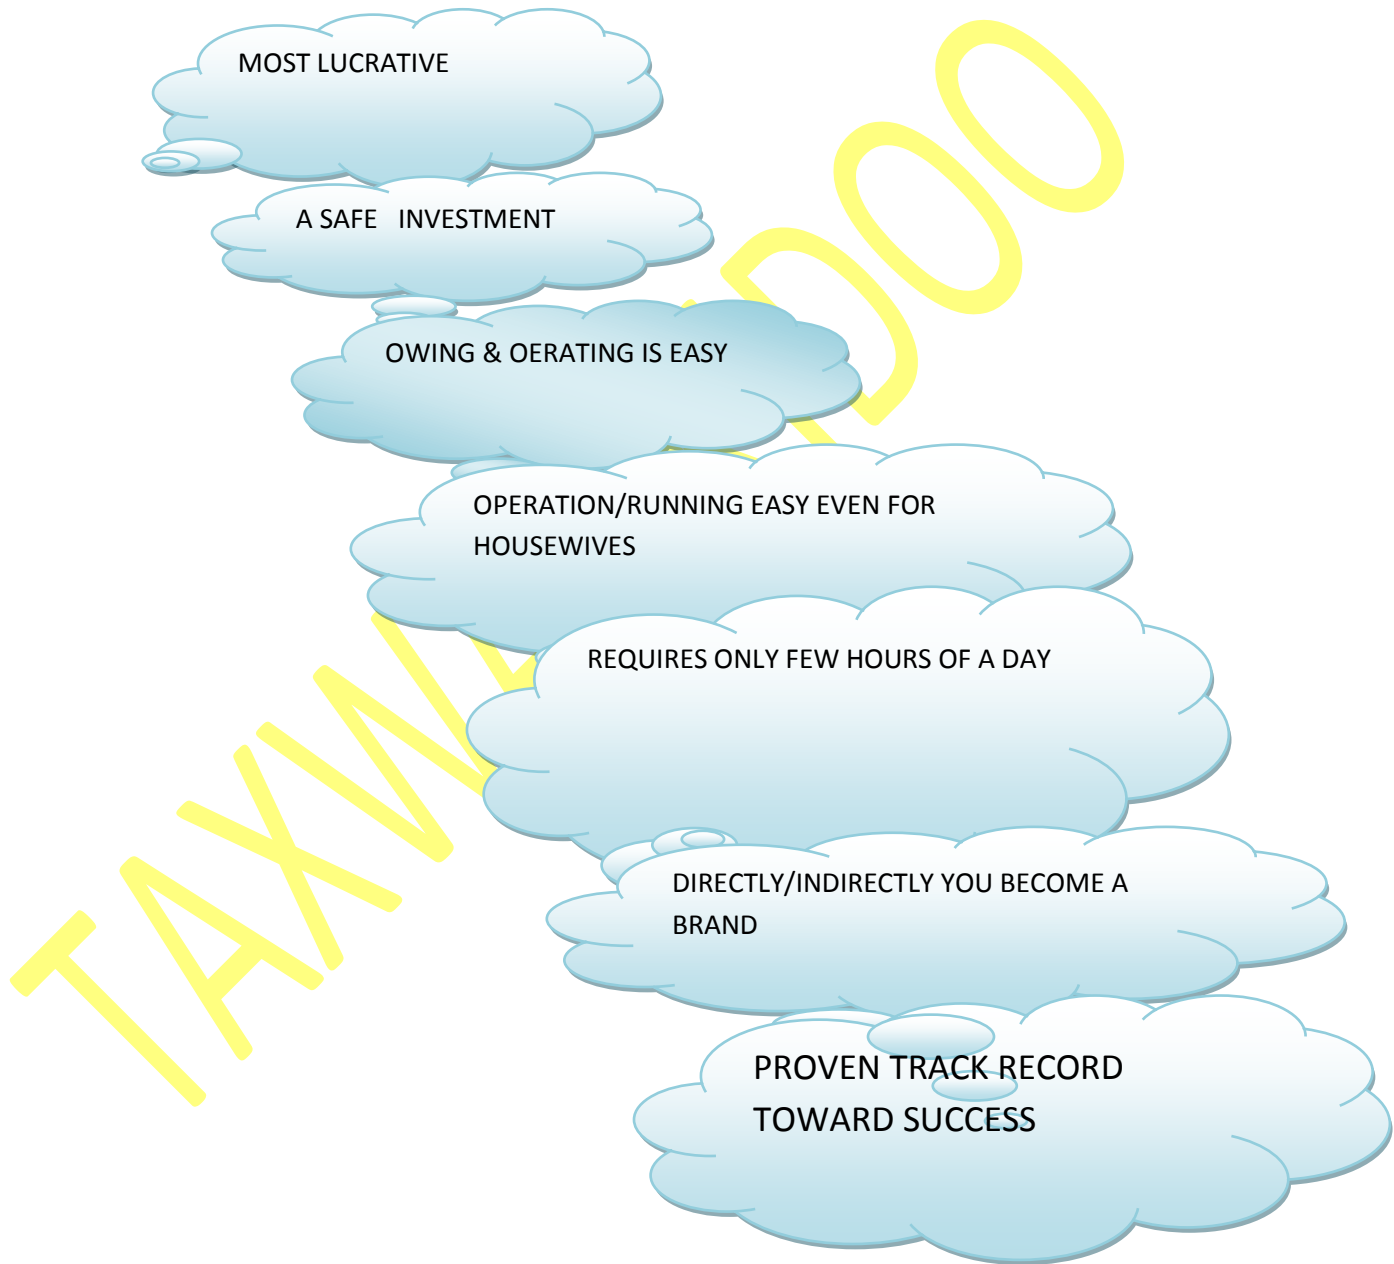 MOST LUCRATIVE
A SAFE   INVESTMENT
OWING & OERATING IS EASY
OPERATION/RUNNING EASY EVEN FOR
HOUSEWIVES
REQUIRES ONLY FEW HOURS OF A DAY
DIRECTLY/INDIRECTLY YOU BECOME A
BRAND
PROVEN TRACK RECORD
TOWARD SUCCESS